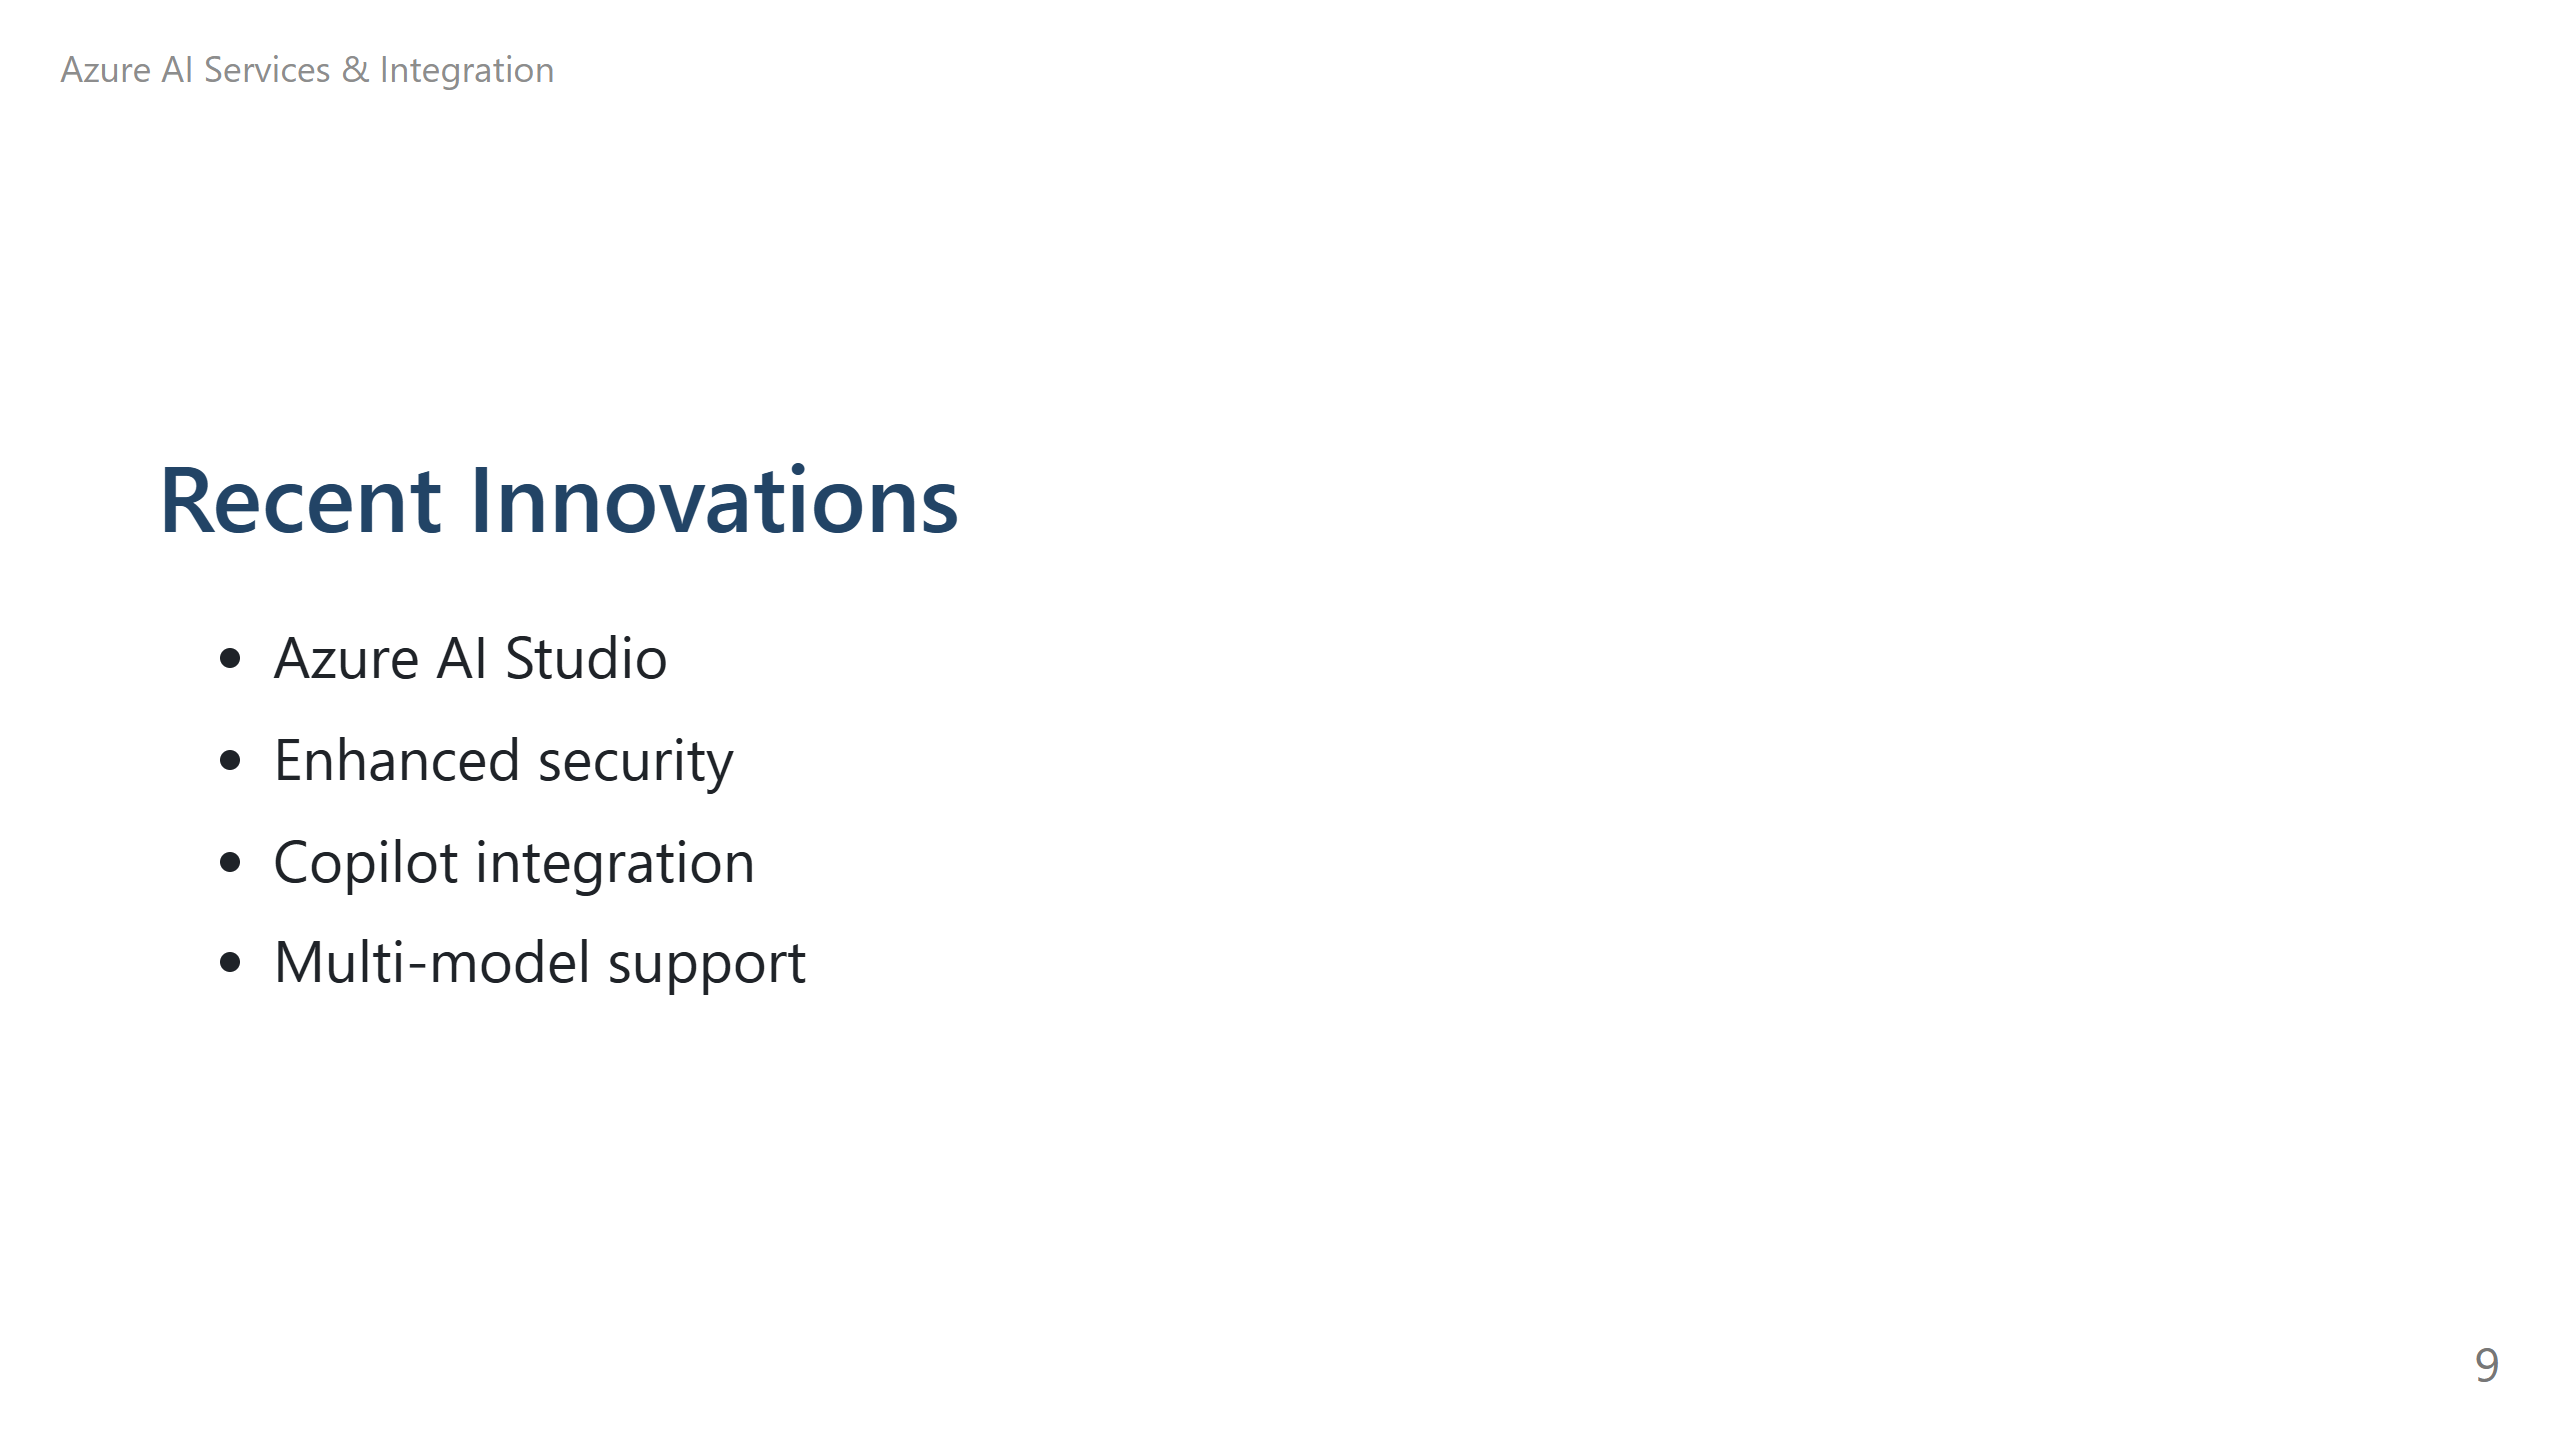 Azure AI Services & Integration
Recent Innovations
• Azure AI Studio
• Enhanced security
• Copilot integration
• Multi-model support
9